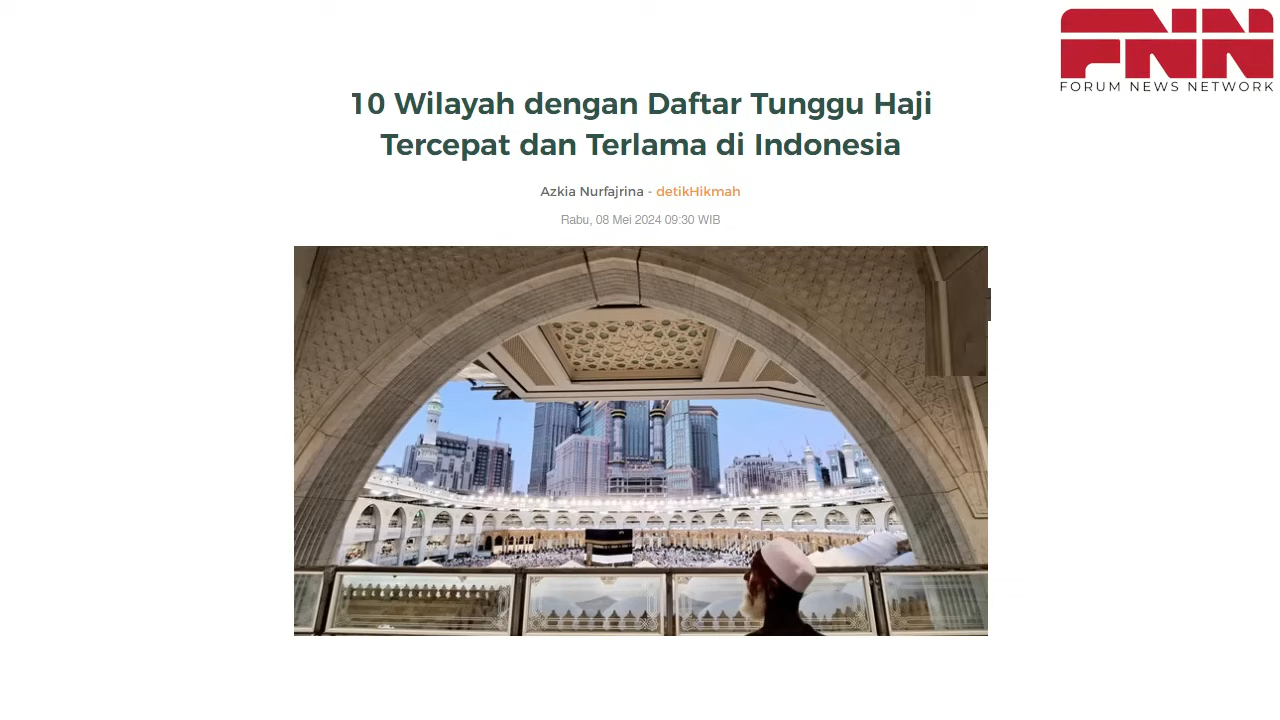 FNN
FORUM NEWS NETWORK
10 Wilayah dengan Daftar Tunggu Haji
Tercepat dan Terlama di Indonesia
Azkia Nurfajrina - detikHikmah
Rabu, 08 Mei 2024 09:30 WIB